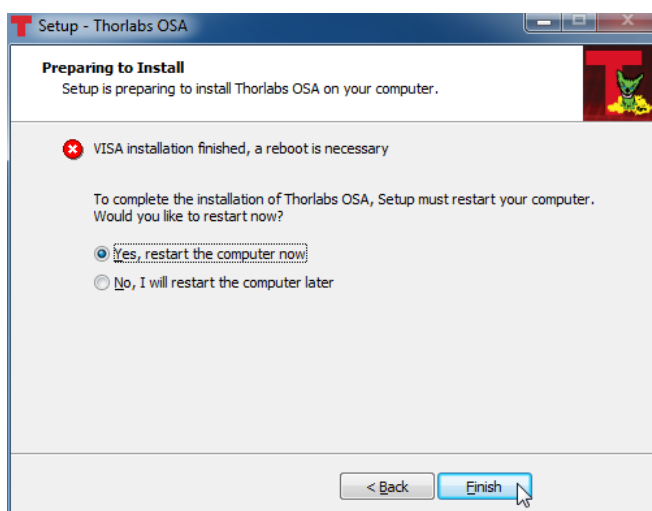 Setup - Thorlabs OSA
Preparing to Install
Setup is preparing to install Thorlabs OSA on your computer.
VISA installation finished, a reboot is necessary
To complete the installation of Thorlabs OSA, Setup must restart your computer.
Would you like to restart now?
Yes, restart the computer now
No, I will restart the computer later
< Back
Finish